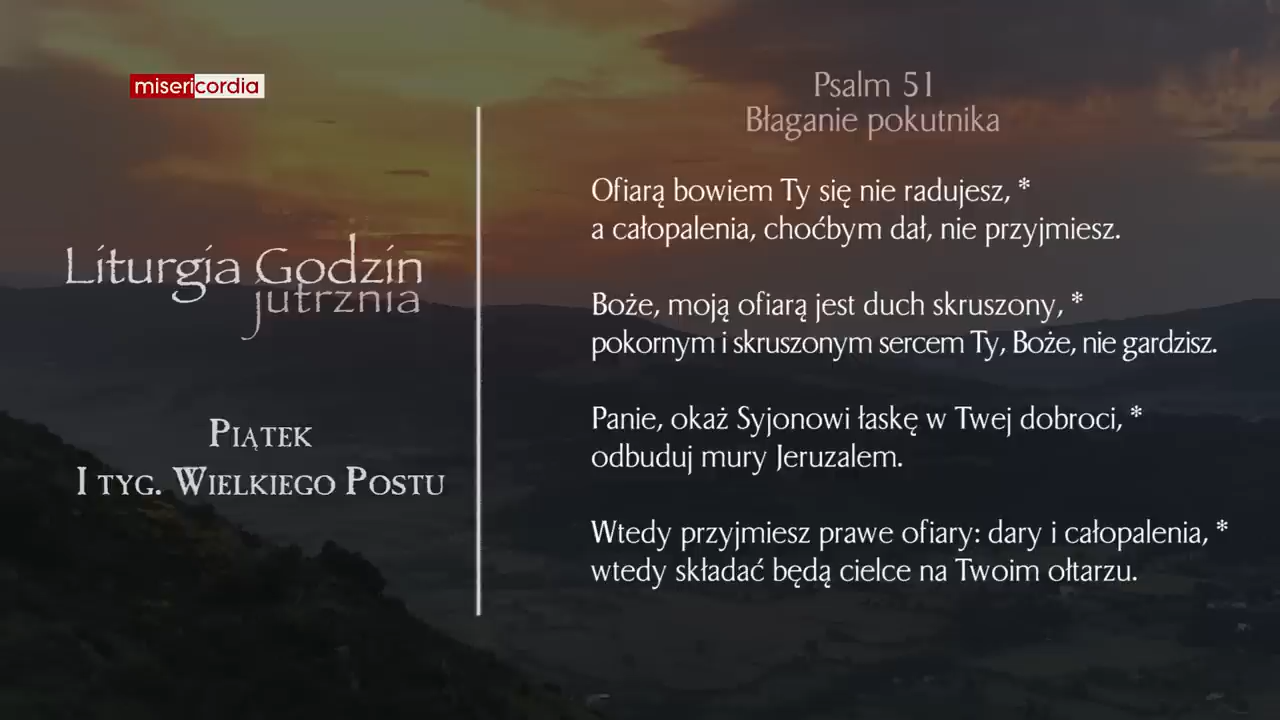 misericordia
Liturgia Godzin
jutrznia
Piątek
I tyg. Wielkiego Postu
Psalm 51
Błaganie pokutnika
Ofiarą bowiem Ty się nie radujesz, *
a całopalenia, choćbym dał, nie przyjmiesz.
Boże, moją ofiarą jest duch skruszony, *
pokornym i skruszonym sercem Ty, Boże, nie gardzisz.
Panie, okaż Syjonowi łaskę w Twej dobroci, *
odbuduj mury Jeruzalem.
Wtedy przyjmiesz prawe ofiary: dary i całopalenia, *
wtedy składać będą cielce na Twoim ołtarzu.